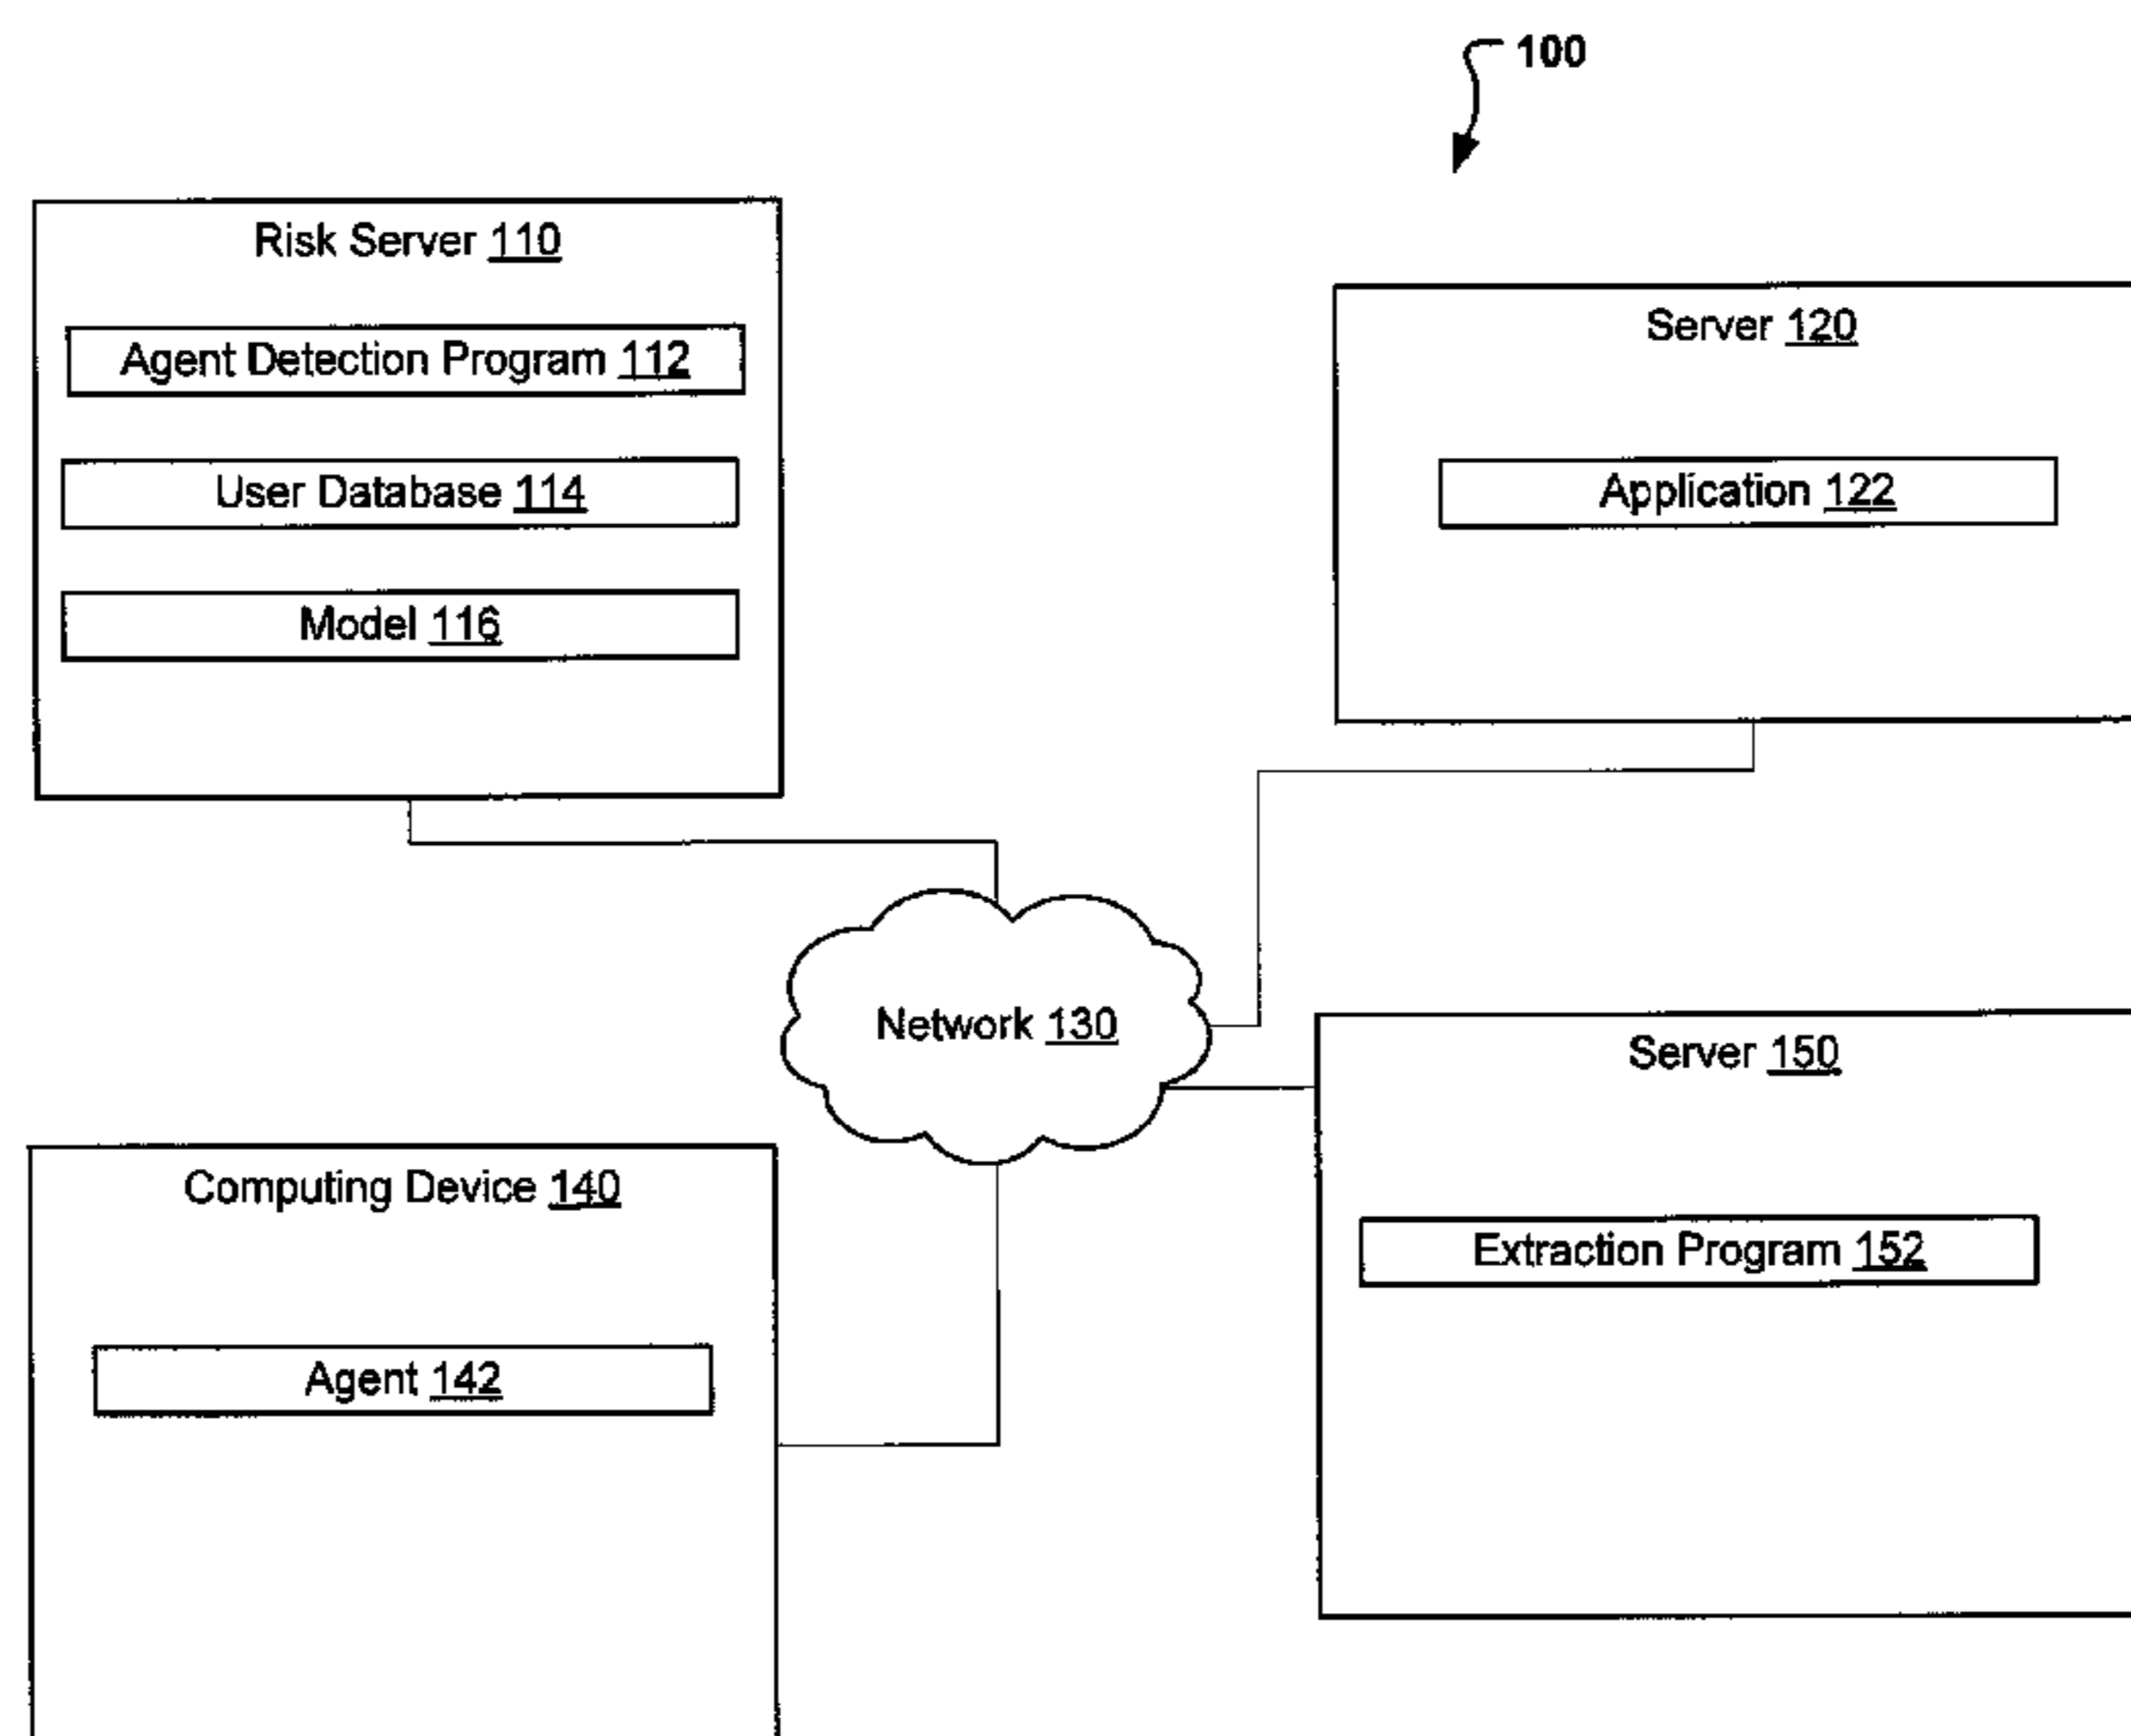 100
Risk Server 110
Agent Detection Program 112
User Database 114
Model 116
Server 120
Application 122
Network 130
Server 150
Extraction Program 152
Computing Device 140
Agent 142